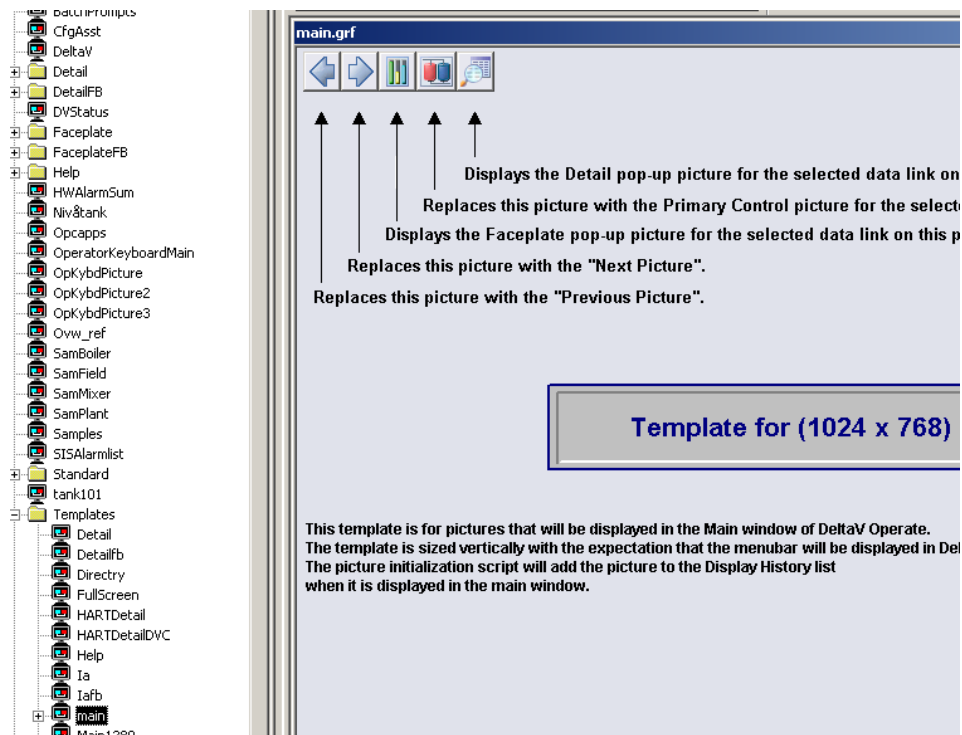 BatchPrompts
CfgAsst
DeltaV
Detail
DetailFB
DVStatus
Faceplate
FaceplateFB
Help
HWAlarmSum
Nivåtank
Opcapps
OperatorKeyboardMain
OpKybdPicture
OpKybdPicture2
OpKybdPicture3
Ovw_ref
SamBoiler
SamField
SamMixer
SamPlant
Samples
SISAlarmlist
Standard
tank101
Templates
Detail
Detailfb
Directry
FullScreen
HARTDetail
HARTDetailDVC
Help
Ia
Iafb
main
Main1280
main.grf
Displays the Detail pop-up picture for the selected data link on
Replaces this picture with the Primary Control picture for the selecte
Displays the Faceplate pop-up picture for the selected data link on this p
Replaces this picture with the "Next Picture".
Replaces this picture with the "Previous Picture".
Template for (1024 x 768)
This template is for pictures that will be displayed in the Main window of DeltaV Operate.
The template is sized vertically with the expectation that the menubar will be displayed in Del
The picture initialization script will add the picture to the Display History list
when it is displayed in the main window.